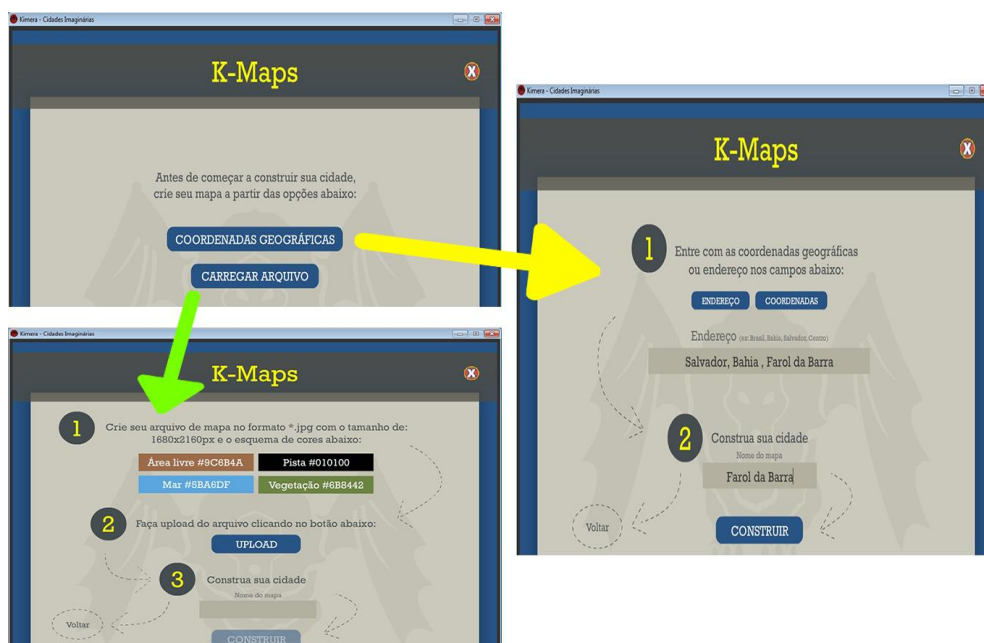 Kimera - Cidades Imaginárias
K-Maps
X
Antes de começar a construir sua cidade,
crie seu mapa a partir das opções abaixo:
COORDENADAS GEOGRÁFICAS
CARREGAR ARQUIVO
Kimera - Cidades Imaginárias
K-Maps
X
1
Crie seu arquivo de mapa no formato *.jpg com o tamanho de:
1680x2160px e o esquema de cores abaixo:
Área livre #9C6B4A
Pista #010100
Mar #5BA6DF
Vegetação #6B8442
2
Faça upload do arquivo clicando no botão abaixo:
UPLOAD
3
Construa sua cidade
Nome do mapa
Voltar
CONSTRUIR
Kimera - Cidades Imaginárias
K-Maps
X
1
Entre com as coordenadas geográficas
ou endereço nos campos abaixo:
ENDEREÇO
COORDENADAS
Endereço (ex: Brasil, Bahia, Salvador, Centro)
Salvador, Bahia , Farol da Barra
2
Construa sua cidade
Nome do mapa
Farol da Barra
Voltar
CONSTRUIR